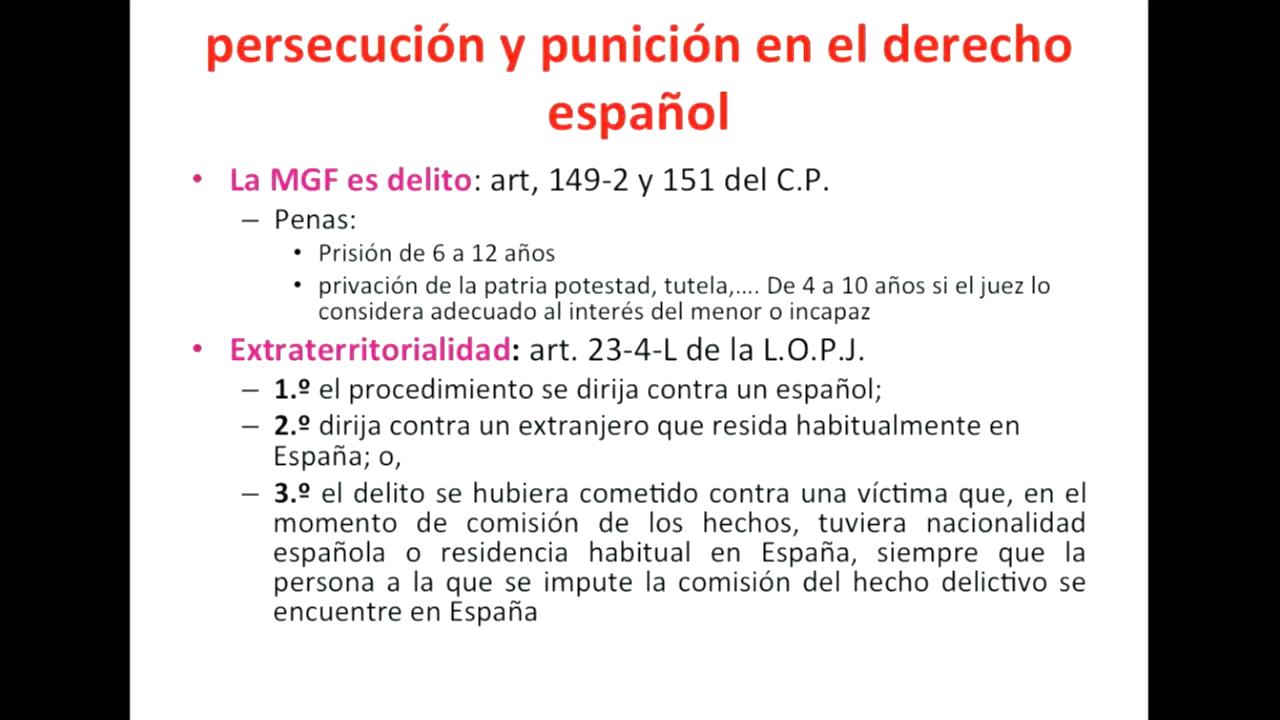 persecución y punición en el derecho
español
• La MGF es delito: art, 149-2 y 151 del C.P.
– Penas:
• Prisión de 6 a 12 años
• privación de la patria potestad, tutela,.... De 4 a 10 años si el juez lo
considera adecuado al interés del menor o incapaz
• Extraterritorialidad: art. 23-4-L de la L.O.P.J.
– 1.º el procedimiento se dirija contra un español;
– 2.º dirija contra un extranjero que resida habitualmente en
España; o,
– 3.º el delito se hubiera cometido contra una víctima que, en el
momento de comisión de los hechos, tuviera nacionalidad
española o residencia habitual en España, siempre que la
persona a la que se impute la comisión del hecho delictivo se
encuentre en España